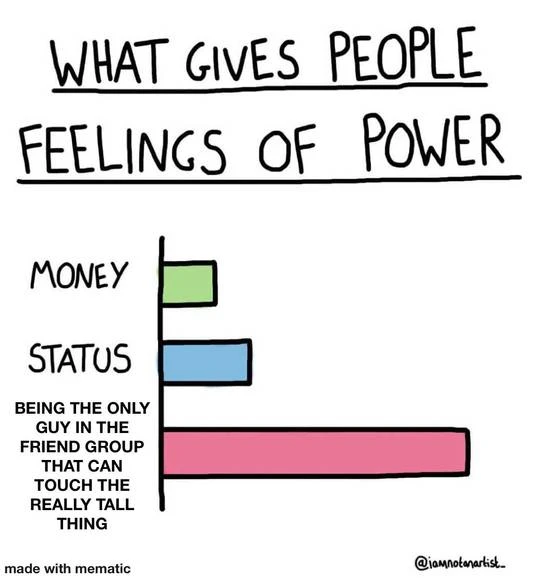 WHAT GIVES PEOPLE
FEELINGS OF POWER
MONEY
STATUS
BEING THE ONLY
GUY IN THE
FRIEND GROUP
THAT CAN
TOUCH THE
REALLY TALL
THING
@iamnotanartist_
made with mematic